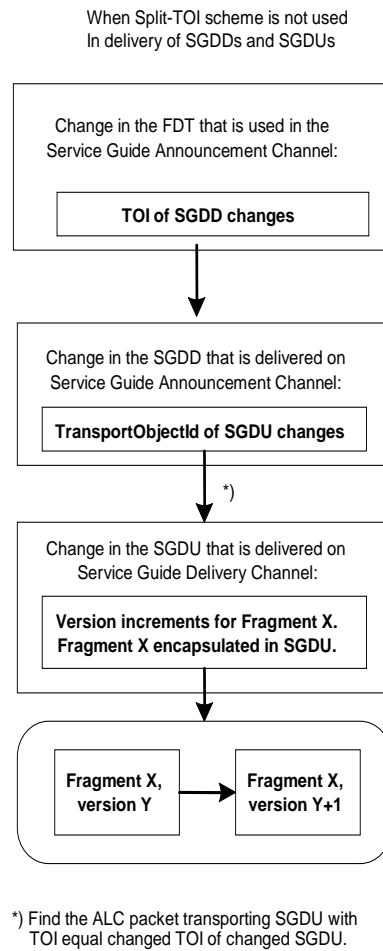 When Split-TOI scheme is not used
In delivery of SGDDs and SGDUs
Change in the FDT that is used in the
Service Guide Announcement Channel:
TOI of SGDD changes
Change in the SGDD that is delivered on
Service Guide Announcement Channel:
TransportObjectId of SGDU changes
*)
Change in the SGDU that is delivered on
Service Guide Delivery Channel:
Version increments for Fragment X.
Fragment X encapsulated in SGDU.
Fragment X,
version Y
Fragment X,
version Y+1
*) Find the ALC packet transporting SGDU with
TOI equal changed TOI of changed SGDU.